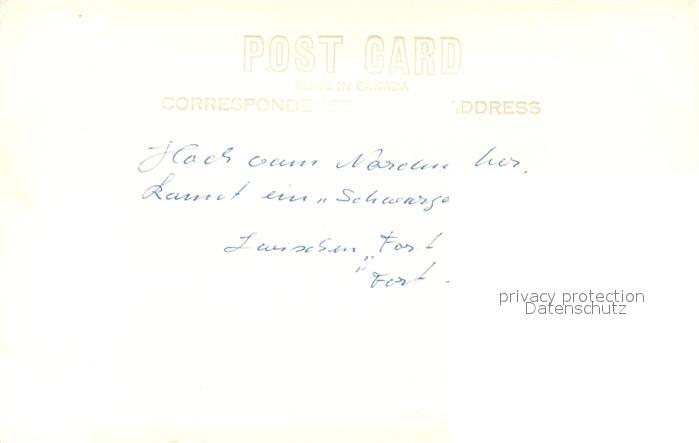 POST CARD
MADE IN CANADA
CORRESPONDENCE DDRESS
Hoch vom Norden her,
kommt ein „Schwarze
Zwischen „Fort
" Fort.
privacy protection
Datenschutz